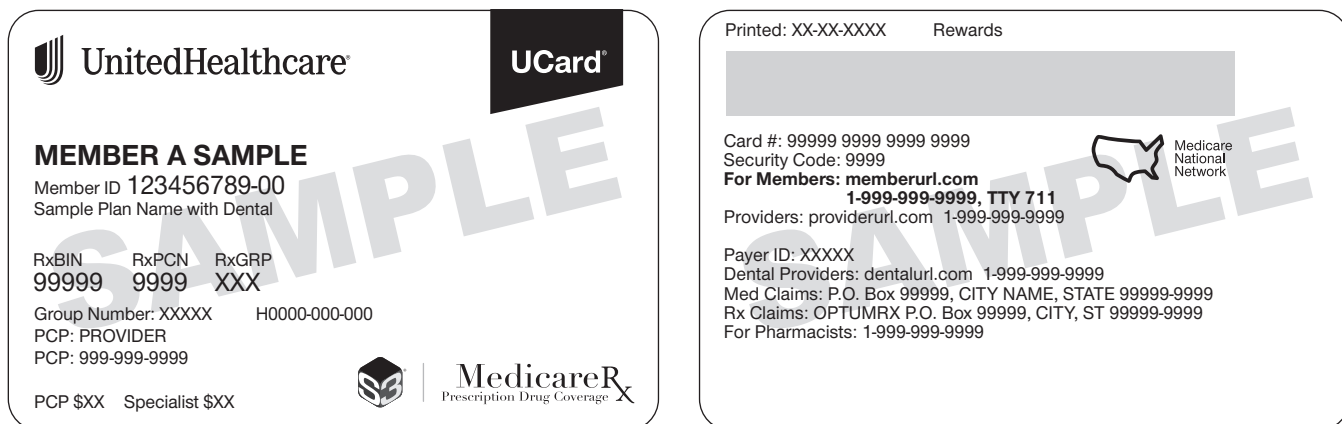 UnitedHealthcare®
UCard®
MEMBER A SAMPLE
Member ID 123456789-00
Sample Plan Name with Dental
RxBIN RxPCN RxGRP
99999 9999 XXX
Group Number: XXXXX H0000-000-000
PCP: PROVIDER
PCP: 999-999-9999
PCP $XX Specialist $XX
S3
MedicareRx
Prescription Drug Coverage
SAMPLE
Printed: XX-XX-XXXX Rewards
Card #: 99999 9999 9999 9999
Security Code: 9999
For Members: memberurl.com
1-999-999-9999, TTY 711
Providers: providerurl.com 1-999-999-9999
Medicare
National
Network
Payer ID: XXXXX
Dental Providers: dentalurl.com 1-999-999-9999
Med Claims: P.O. Box 99999, CITY NAME, STATE 99999-9999
Rx Claims: OPTUMRX P.O. Box 99999, CITY, ST 99999-9999
For Pharmacists: 1-999-999-9999
SAMPLE